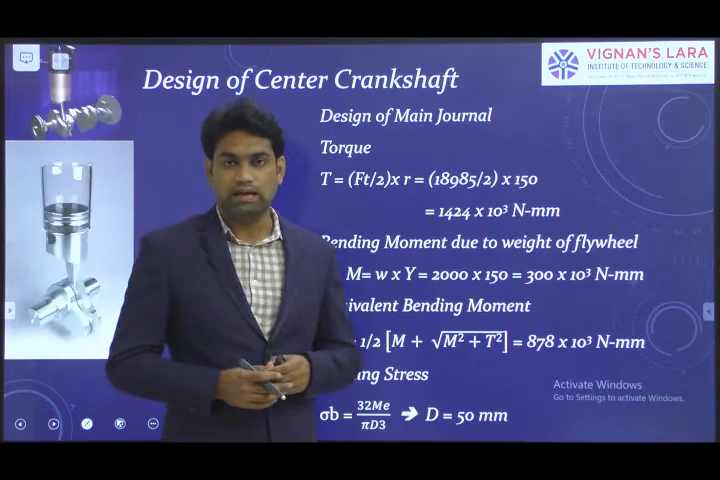 VIGNAN'S LARA
INSTITUTE OF TECHNOLOGY & SCIENCE
Design of Center Crankshaft
Design of Main Journal
Torque
T = (Ft/2)x r = (18985/2) x 150
= 1424 x 10³ N-mm
Bending Moment due to weight of flywheel
M= w x Y = 2000 x 150 = 300 x 10³ N-mm
ivalent Bending Moment
1/2 [M + √M² + T²] = 878 x 10³ N-mm
ing Stress
σb = 32Me/πD3 ➔ D = 50 mm
Activate Windows
Go to Settings to activate Windows.